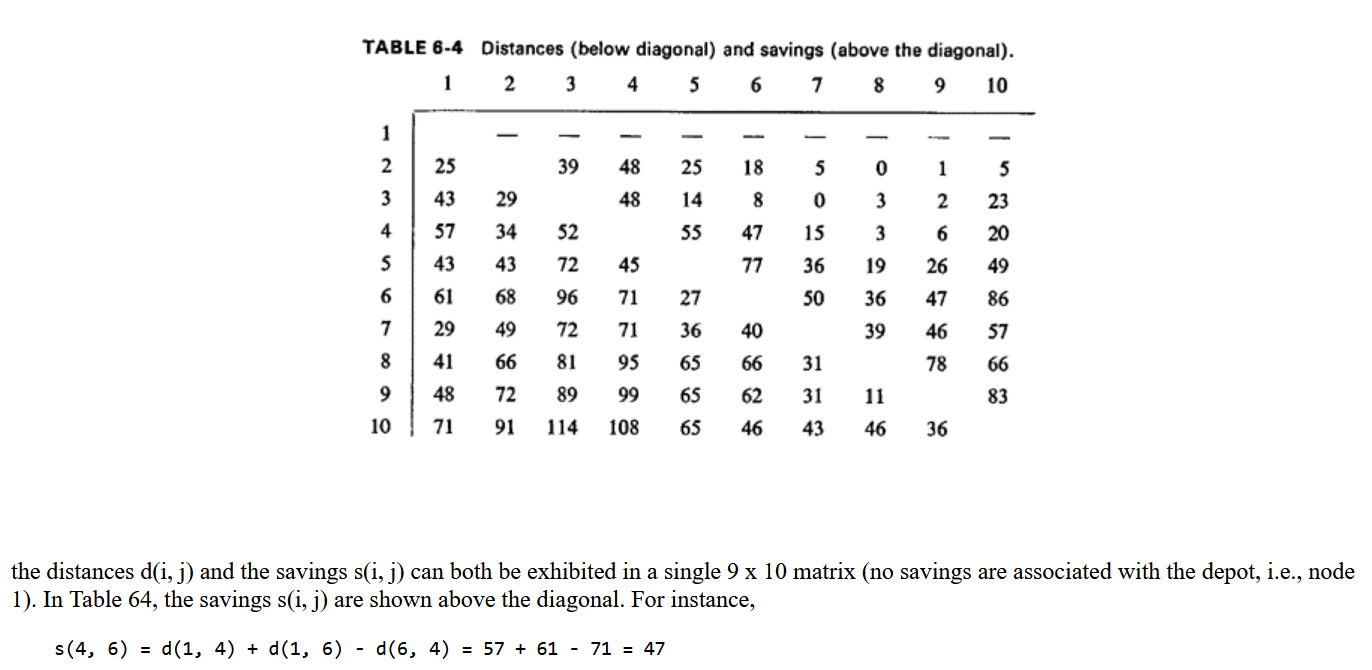 TABLE 6-4 Distances (below diagonal) and savings (above the diagonal).
1 2 3 4 5 6 7 8 9 10
1 — — — — — — — — —
2 25 39 48 25 18 5 0 1 5
3 43 29 48 14 8 0 3 2 23
4 57 34 52 55 47 15 3 6 20
5 43 43 72 45 77 36 19 26 49
6 61 68 96 71 27 50 36 47 86
7 29 49 72 71 36 40 39 46 57
8 41 66 81 95 65 66 31 78 66
9 48 72 89 99 65 62 31 11 83
10 71 91 114 108 65 46 43 46 36
the distances d(i, j) and the savings s(i, j) can both be exhibited in a single 9 x 10 matrix (no savings are associated with the depot, i.e., node
1). In Table 64, the savings s(i, j) are shown above the diagonal. For instance,
s(4, 6) = d(1, 4) + d(1, 6) - d(6, 4) = 57 + 61 - 71 = 47